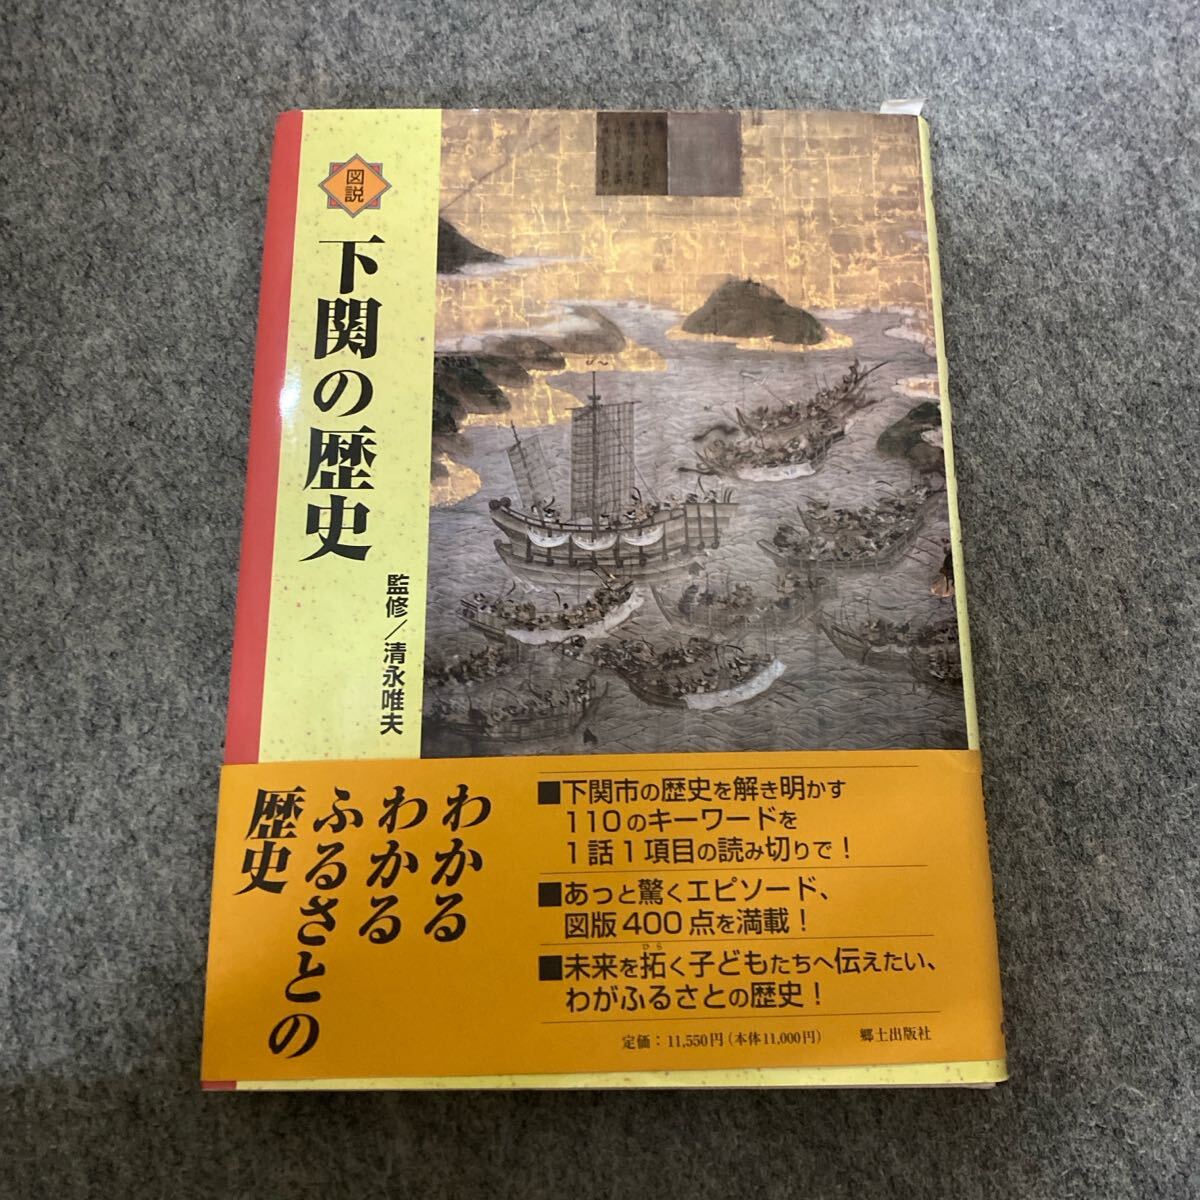 図説
下関の歴史
監修／清永唯夫
わかる
わかる
ふるさとの
歴史
■下関市の歴史を解き明かす
110のキーワードを
1話1項目の読み切りで！
■あっと驚くエピソード、
図版400点を満載！
■未来を拓く子どもたちへ伝えたい、
ひら
わがふるさとの歴史！
定価：11,550円（本体11,000円） 郷土出版社